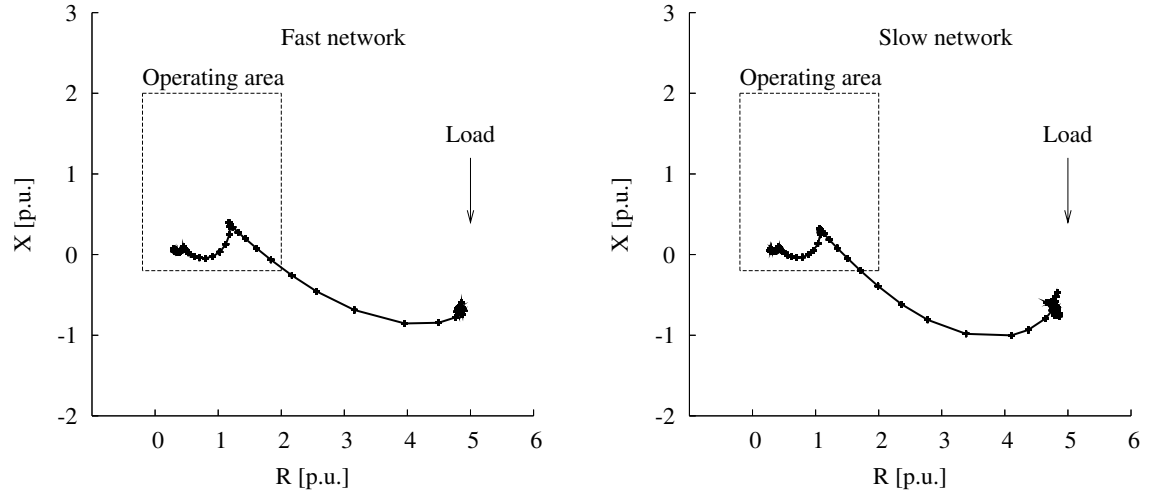 Fast network
Operating area
Load
3
2
1
0
-1
-2
X [p.u.]
0 1 2 3 4 5 6
R [p.u.]
Slow network
Operating area
Load
3
2
1
0
-1
-2
X [p.u.]
0 1 2 3 4 5 6
R [p.u.]